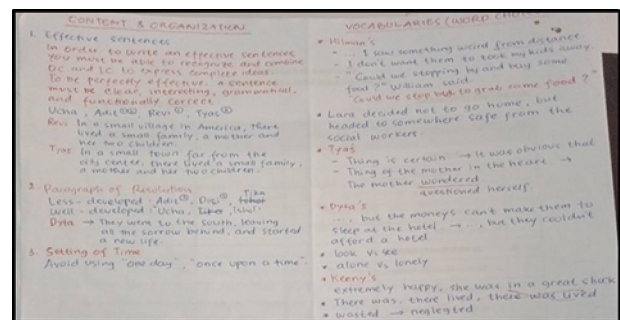 CONTENT & ORGANIZATION
1. Effective sentences
In order to write an effective sentences
you must be able to recognize and combine
DC and IC to express complete ideas.
To be perfectly effective, a sentence
must be clear, interesting, grammatical,
and functionally correct
Ucha, Adit, Revi, Tyas
Revi In a small village in America, there
lived a small family, a mother and
her two children.
Tyas In a small town far from the
city center, there lived a small family,
a mother and her two children.
2. Paragraph of Resolution
Less-developed: Adit, Tika
Well-developed: Ucha,
Dyta → They went to the south, leaving
all the sorrow behind, and started
a new life.
3. Setting of Time
Avoid using "one day", "once upon a time".
VOCABULARIES (WORD CHOICE
• Hilman's
- ... I saw something weird from distance.
- I don't want them to took my kids away.
- "Could we stopping by and buy some
food?" William said.
"Could we stop by to grab some food?"
• Lara decided not to go home, but
headed to somewhere safe from the
social workers.
• Tyas'
- Thing is certain → It was obvious that
- Thing of the mother in the heart →
The mother wondered
questioned herself.
• Dyta's
..., but the moneys can't make them to
sleep at the hotel → ..., but they couldn't
afford a hotel.
• look vs see
• alone vs lonely
• Kenny's
extremely happy, she was in a great shock
• There was, there lived, there was lived
• wasted → neglected